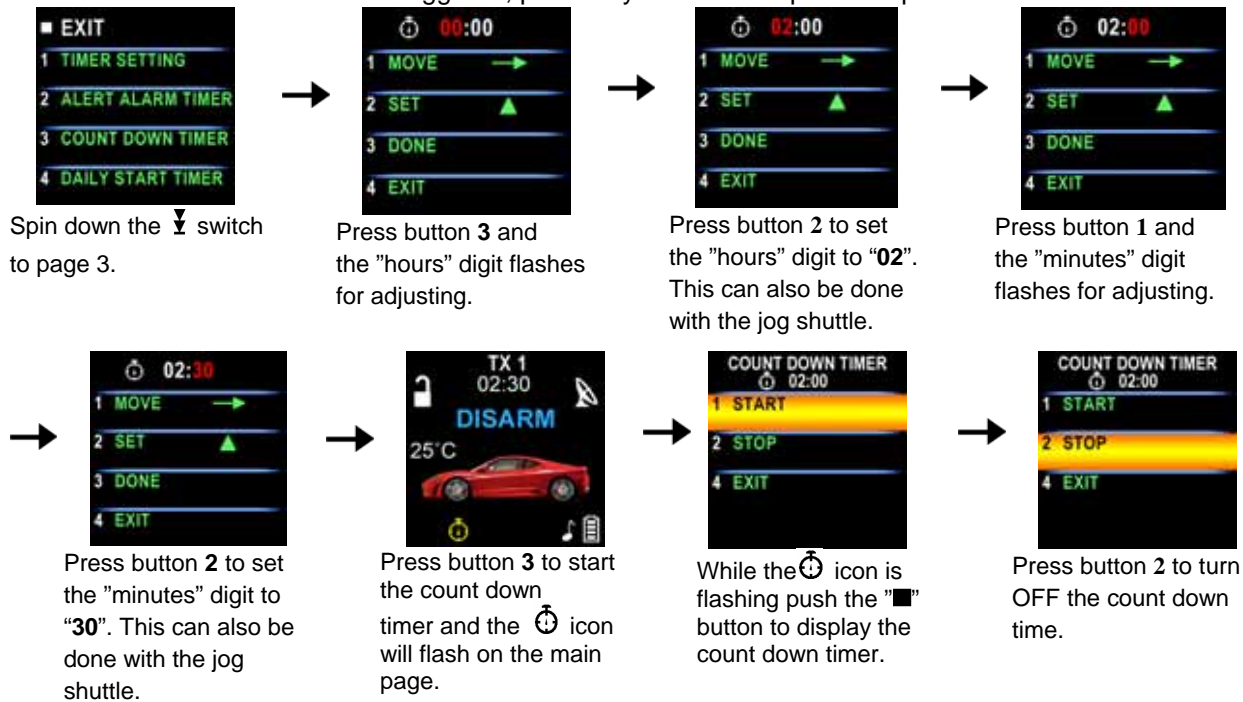 ■ EXIT
1 TIMER SETTING
2 ALERT ALARM TIMER
3 COUNT DOWN TIMER
4 DAILY START TIMER
Spin down the switch
to page 3.
00:00
1 MOVE →
2 SET ▲
3 DONE
4 EXIT
Press button 3 and
the "hours" digit flashes
for adjusting.
02:00
1 MOVE →
2 SET ▲
3 DONE
4 EXIT
Press button 2 to set
the "hours" digit to “02”.
This can also be done
with the jog shuttle.
02:00
1 MOVE →
2 SET ▲
3 DONE
4 EXIT
Press button 1 and
the "minutes" digit
flashes for adjusting.
02:30
1 MOVE →
2 SET ▲
3 DONE
4 EXIT
Press button 2 to set
the "minutes" digit to
“30”. This can also be
done with the jog
shuttle.
TX 1
02:30
DISARM
25°C
Press button 3 to start
the count down
timer and the icon
will flash on the main
page.
COUNT DOWN TIMER
02:00
1 START
2 STOP
4 EXIT
While the icon is
flashing push the "■"
button to display the
count down timer.
COUNT DOWN TIMER
02:00
1 START
2 STOP
4 EXIT
Press button 2 to turn
OFF the count down
time.